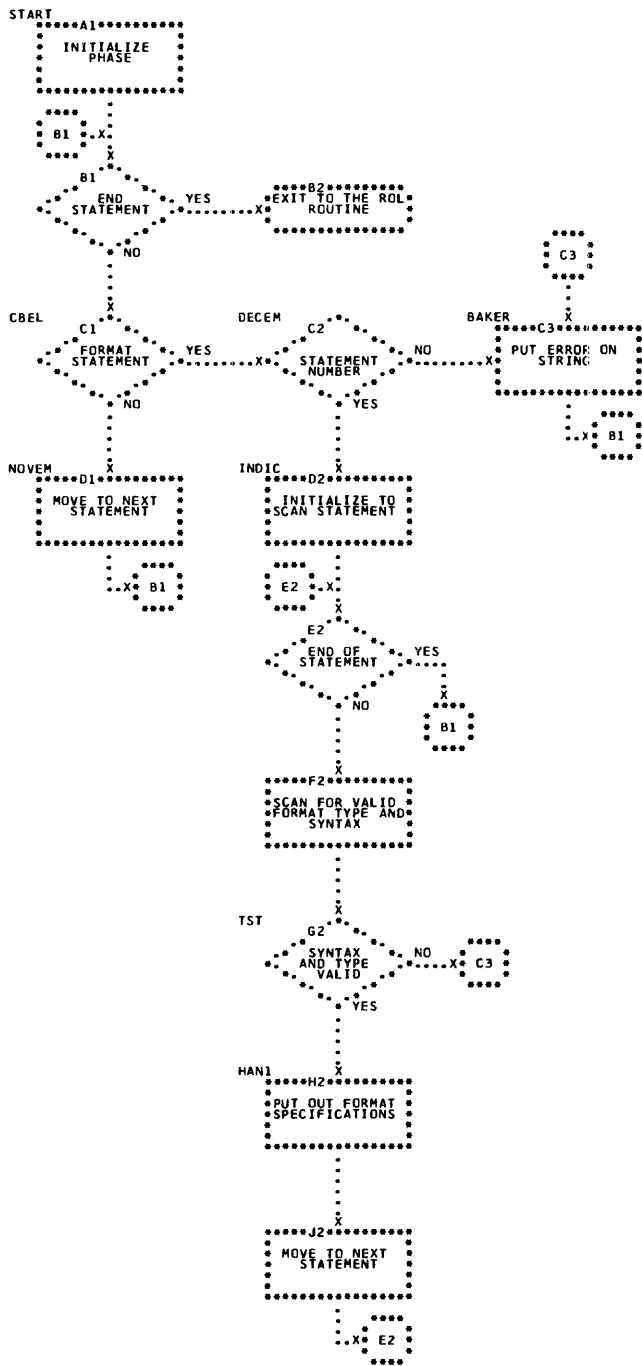 START
A1
INITIALIZE
PHASE
B1
B1
END
STATEMENT
YES
NO
B2
EXIT TO THE ROL
ROUTINE
C3
CBEL
C1
FORMAT
STATEMENT
YES
NO
DECEM
C2
STATEMENT
NUMBER
NO
YES
BAKER
C3
PUT ERROR ON
STRING
B1
NOVEM
D1
MOVE TO NEXT
STATEMENT
B1
INDIC
D2
INITIALIZE TO
SCAN STATEMENT
E2
E2
END OF
STATEMENT
YES
NO
B1
F2
SCAN FOR VALID
FORMAT TYPE AND
SYNTAX
TST
G2
SYNTAX
AND TYPE
VALID
NO
C3
YES
HAN1
H2
PUT OUT FORMAT
SPECIFICATIONS
J2
MOVE TO NEXT
STATEMENT
E2